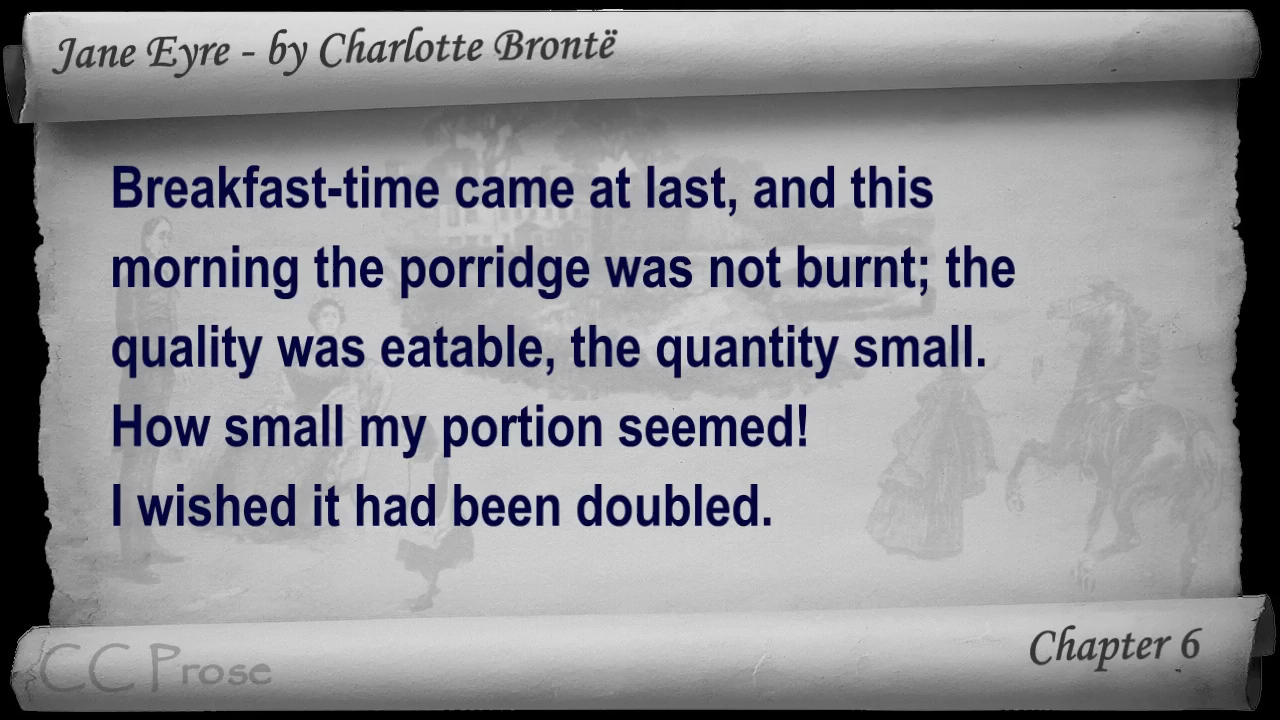 Jane Eyre - by Charlotte Brontë
Breakfast-time came at last, and this
morning the porridge was not burnt; the
quality was eatable, the quantity small.
How small my portion seemed!
I wished it had been doubled.
Chapter 6
CC Prose